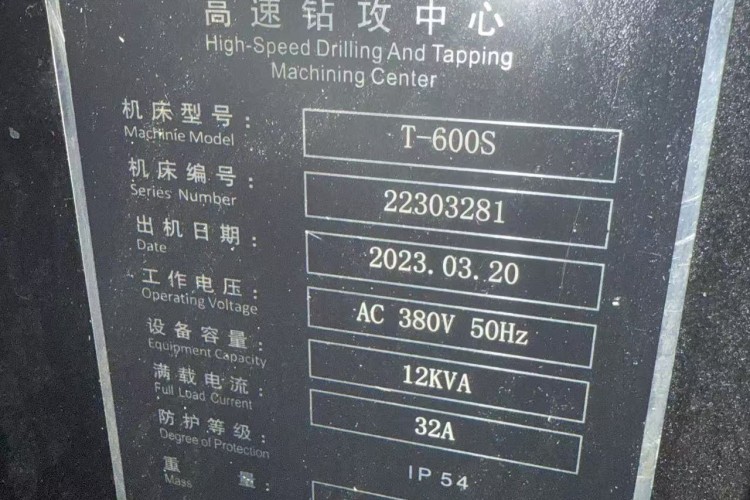 高速钻攻中心
High-Speed Drilling And Tapping
Machining Center
机床型号：
Machinie Model
T-600S
机床编号：
Series Number
22303281
出机日期：
Date
2023.03.20
工作电压：
Operating Voltage
AC 380V 50Hz
设备容量：
Equipment Capacity
12KVA
满载电流：
Full Load Current
32A
防护等级：
Degree of Protection
IP54
重量：
Mass